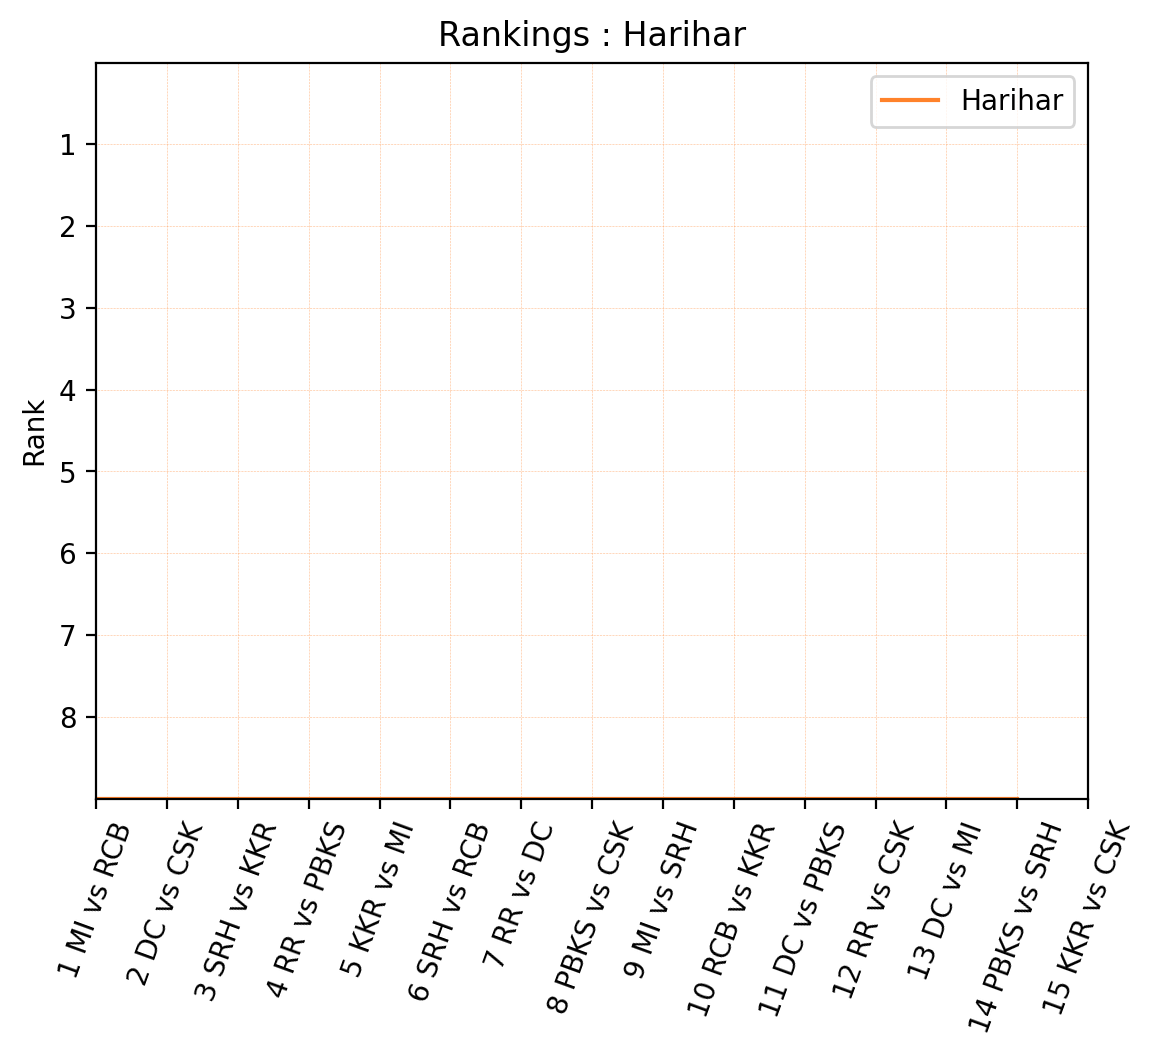 Rankings : Harihar
Harihar
Rank
1
2
3
4
5
6
7
8
1 MI vs RCB
2 DC vs CSK
3 SRH vs KKR
4 RR vs PBKS
5 KKR vs MI
6 SRH vs RCB
7 RR vs DC
8 PBKS vs CSK
9 MI vs SRH
10 RCB vs KKR
11 DC vs PBKS
12 RR vs CSK
13 DC vs MI
14 PBKS vs SRH
15 KKR vs CSK